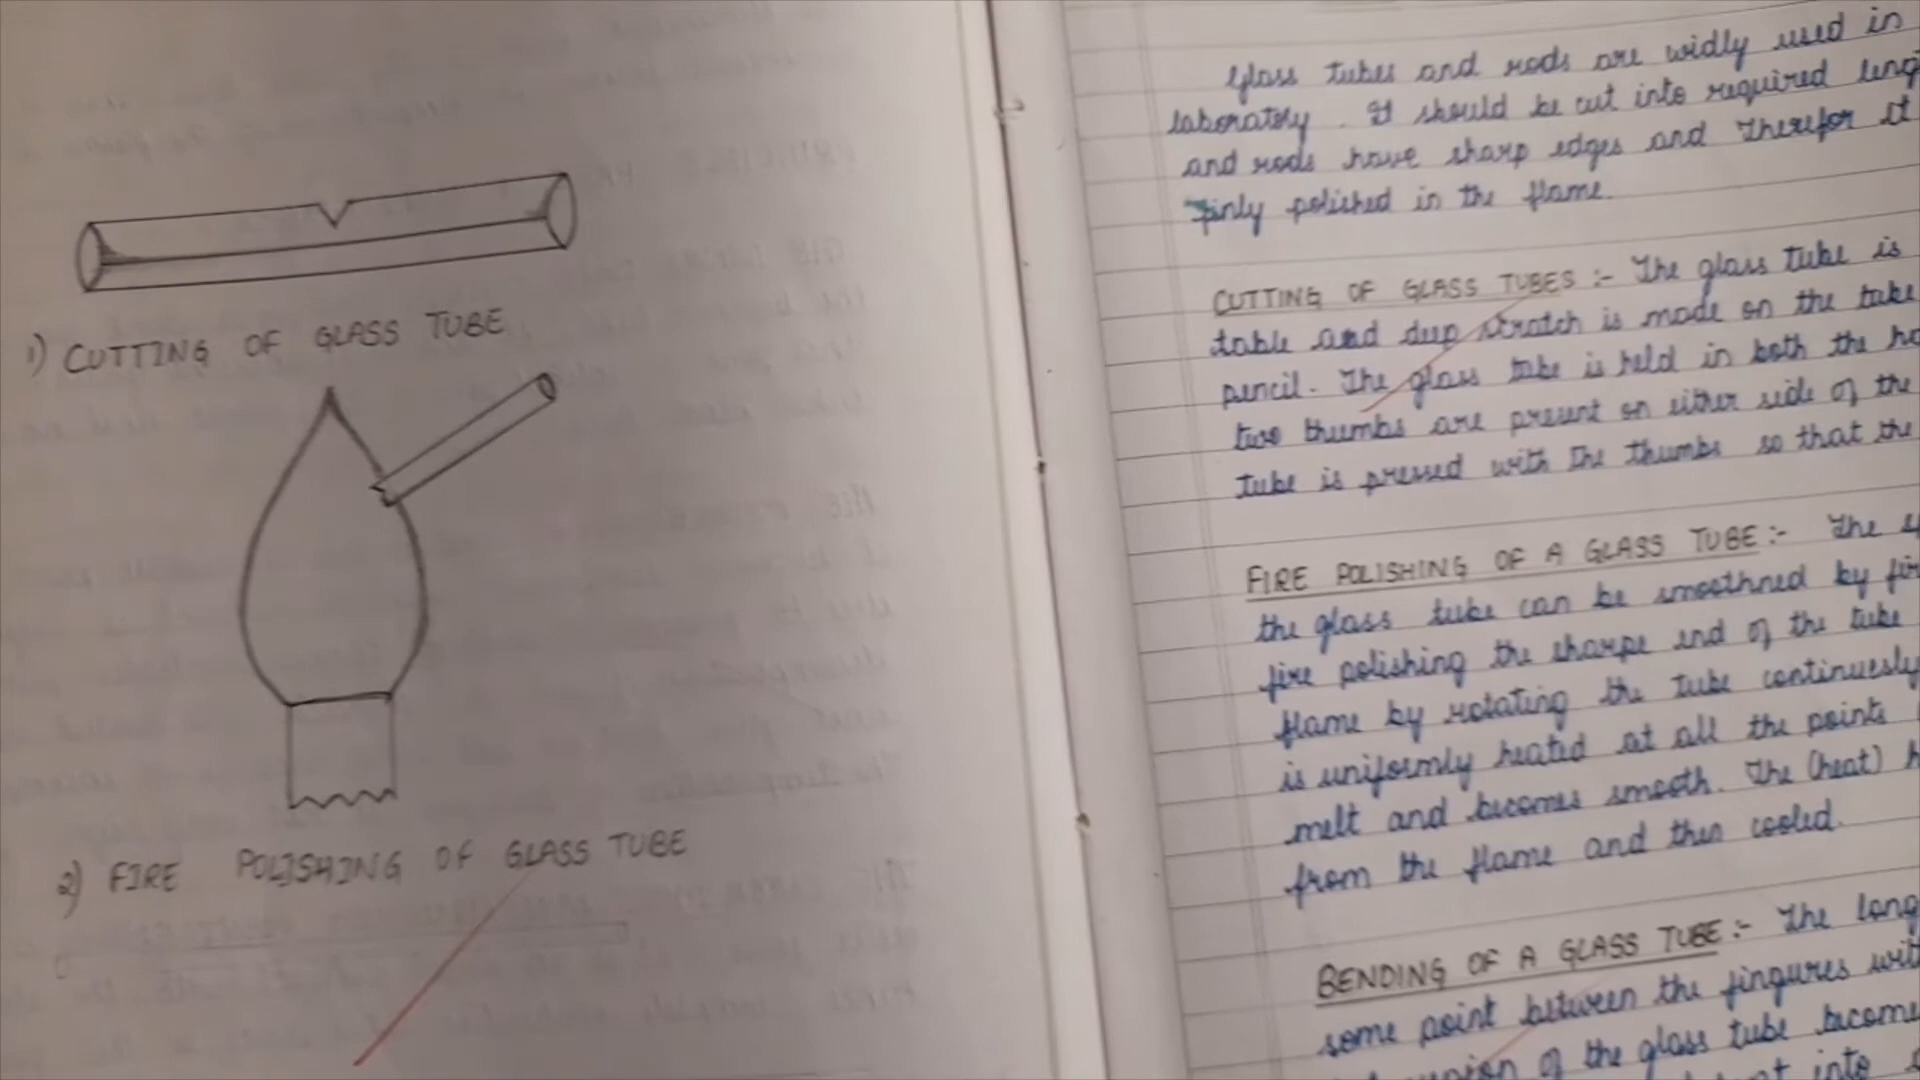 1) CUTTING OF GLASS TUBE
2) FIRE POLISHING OF GLASS TUBE
Glass tubes and rods are widly used in
laboratory. It should be cut into required leng
and rods have sharp edges and therefor it
finly polished in the flame.
CUTTING OF GLASS TUBES :- The glass tube is
table and deep scratch is made on the tube
pencil. The glass tube is held in both the ha
two thumbs are present on either side of the
tube is pressed with the thumbs so that the
FIRE POLISHING OF A GLASS TUBE :- The
the glass tube can be smoothned by fir
fire polishing the sharpe end of the tube
flame by rotating the tube continuesly
is uniformly heated at all the points
melt and becomes smooth. The (heat) h
from the flame and then cooled.
BENDING OF A GLASS TUBE :- The long
some point between the fingures wit
of the glass tube become
into